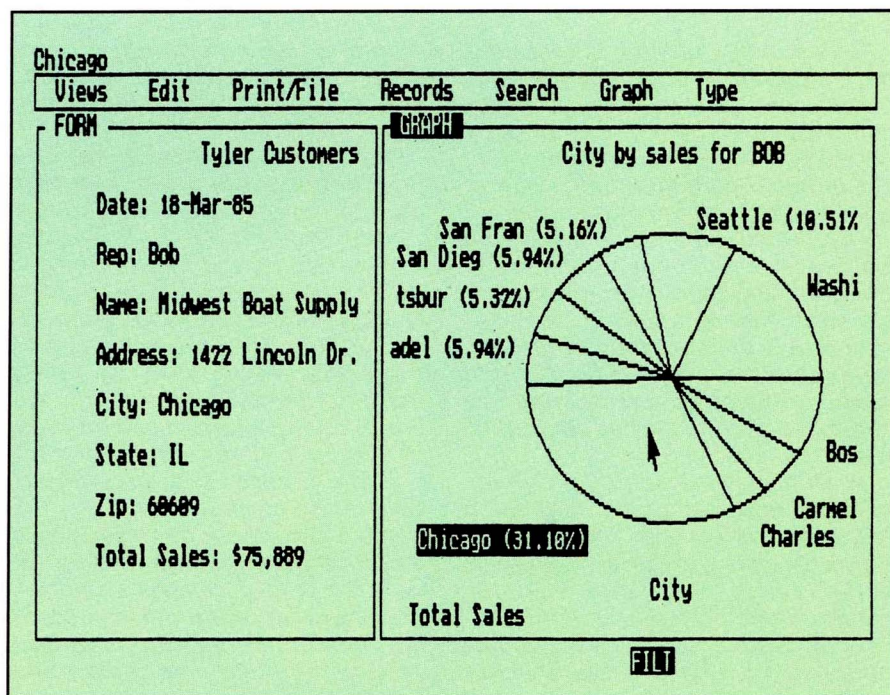 Chicago
Views Edit Print/File Records Search Graph Type
FORM
Tyler Customers
Date: 18-Mar-85
Rep: Bob
Name: Midwest Boat Supply
Address: 1422 Lincoln Dr.
City: Chicago
State: IL
Zip: 60609
Total Sales: $75,889
GRAPH
City by sales for BOB
San Fran (5.16%)
Seattle (10.51%
San Dieg (5.94%)
Washi
tsbur (5.32%)
adel (5.94%)
Bos
Carmel
Charles
Chicago (31.10%)
City
Total Sales
FILT